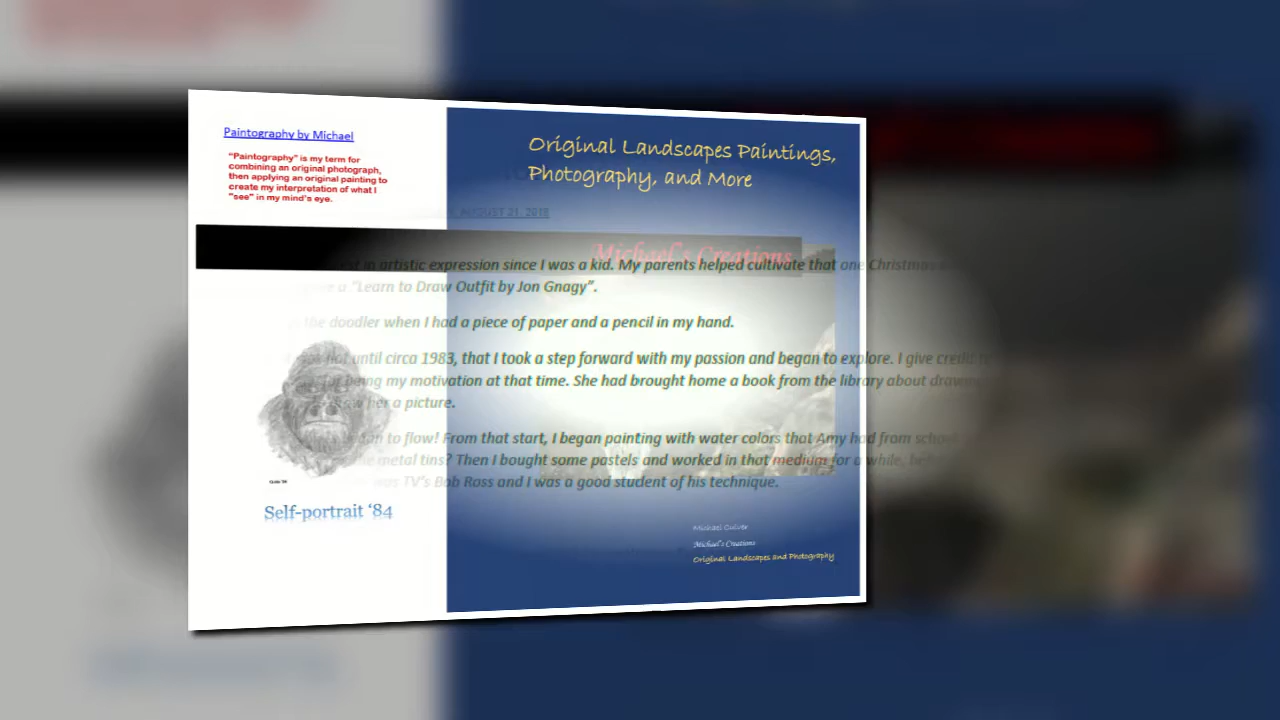 Paintography by Michael
"Paintography" is my term for
combining an original photograph,
then applying an original painting to
create my interpretation of what I
"see" in my mind's eye.
Original Landscapes Paintings,
Photography, and More
AUGUST 21, 2018
Michael's Creations
in artistic expression since I was a kid. My parents helped cultivate that one Christmas
a "Learn to Draw Outfit by Jon Gnagy".
the doodler when I had a piece of paper and a pencil in my hand.
not until circa 1983, that I took a step forward with my passion and began to explore. I give credit
for being my motivation at that time. She had brought home a book from the library about drawing
her a picture.
to flow! From that start, I began painting with water colors that Amy had from school
metal tins? Then I bought some pastels and worked in that medium for a while,
was TV's Bob Ross and I was a good student of his technique.
Self-portrait '84
Michael Culver
Michael's Creations
Original Landscapes and Photography